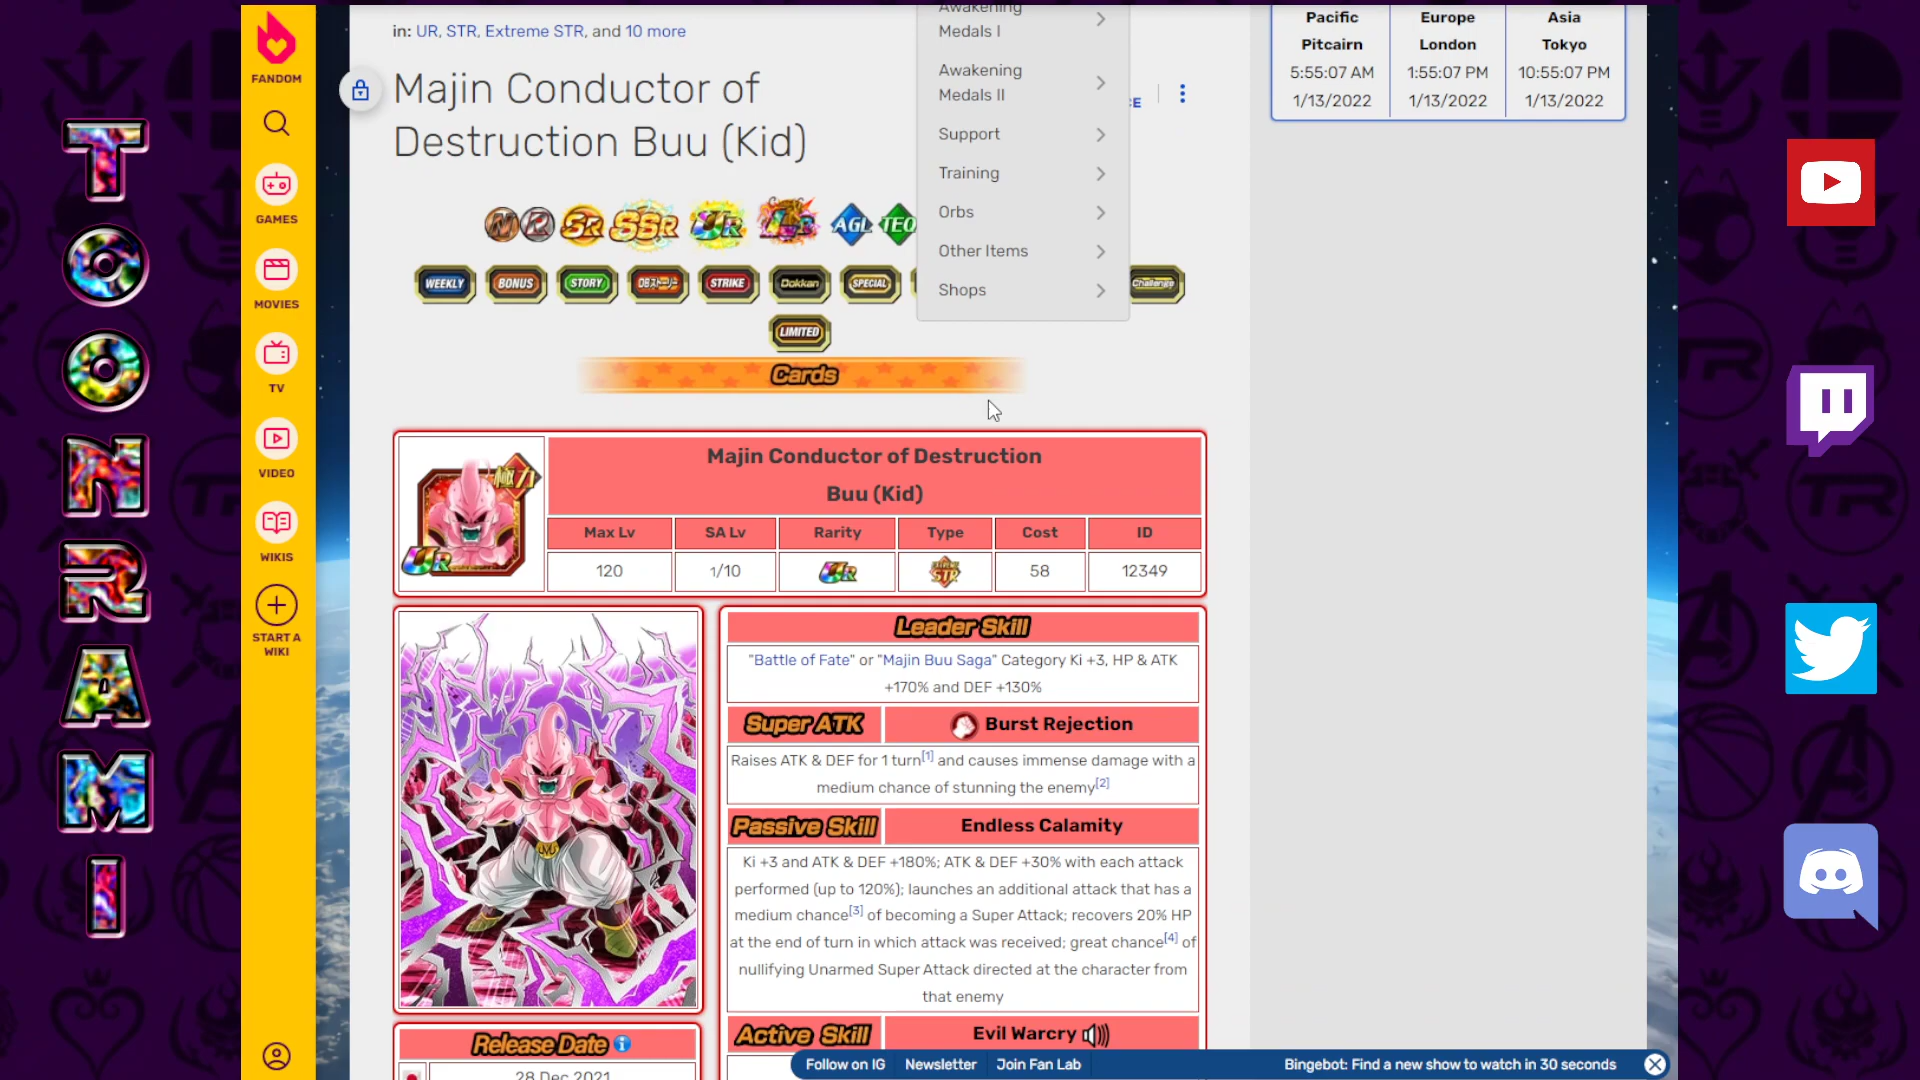 TOONRAMI
FANDOM
GAMES
MOVIES
TV
VIDEO
WIKIS
START A
WIKI
in: UR, STR, Extreme STR, and 10 more
Majin Conductor of
Destruction Buu (Kid)
Awakening
Medals I
Awakening
Medals II
Support
Training
Orbs
Other Items
Shops
N R SR SSR UR LR AGL TEQ
WEEKLY BONUS STORY STRIKE Dokkan SPECIAL Challenge
LIMITED
Cards
Pacific Europe Asia
Pitcairn London Tokyo
5:55:07 AM 1:55:07 PM 10:55:07 PM
1/13/2022 1/13/2022 1/13/2022
Majin Conductor of Destruction
Buu (Kid)
Max Lv SA Lv Rarity Type Cost ID
120 1/10 UR EXTREME STR 58 12349
UR
Leader Skill
"Battle of Fate" or "Majin Buu Saga" Category Ki +3, HP & ATK
+170% and DEF +130%
Super ATK Burst Rejection
Raises ATK & DEF for 1 turn[1] and causes immense damage with a
medium chance of stunning the enemy[2]
Passive Skill Endless Calamity
Ki +3 and ATK & DEF +180%; ATK & DEF +30% with each attack
performed (up to 120%); launches an additional attack that has a
medium chance[3] of becoming a Super Attack; recovers 20% HP
at the end of turn in which attack was received; great chance[4] of
nullifying Unarmed Super Attack directed at the character from
that enemy
Active Skill Evil Warcry
Release Date
28 Dec 2021
Follow on IG Newsletter Join Fan Lab Bingebot: Find a new show to watch in 30 seconds